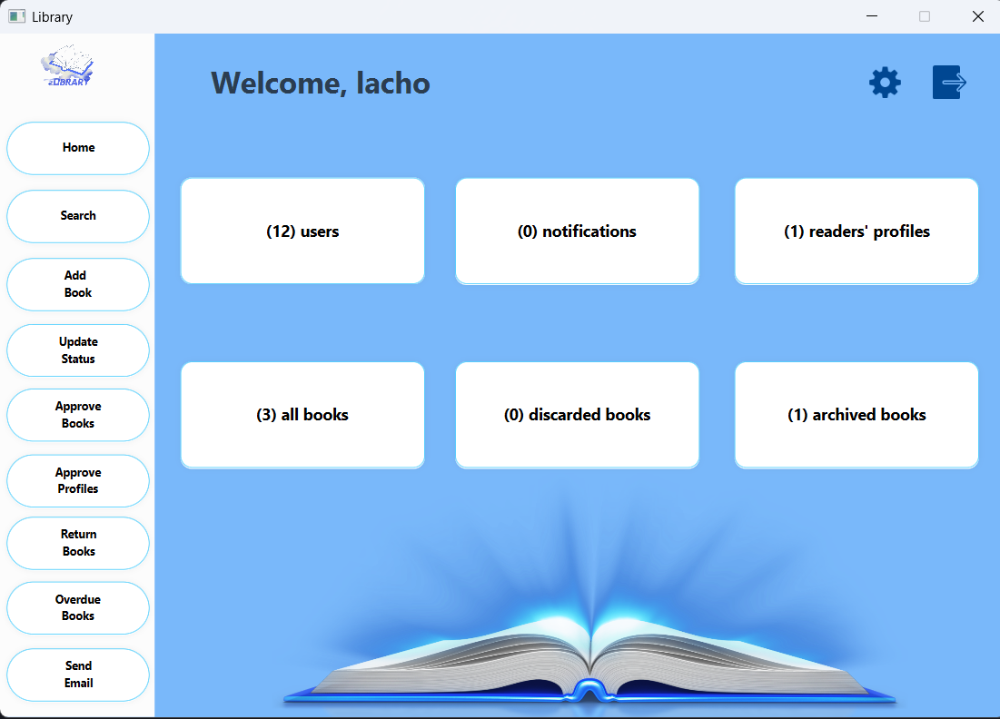 Library
zLIBRARY
Welcome, lacho
Home
Search
Add
Book
Update
Status
Approve
Books
Approve
Profiles
Return
Books
Overdue
Books
Send
Email
(12) users
(0) notifications
(1) readers' profiles
(3) all books
(0) discarded books
(1) archived books